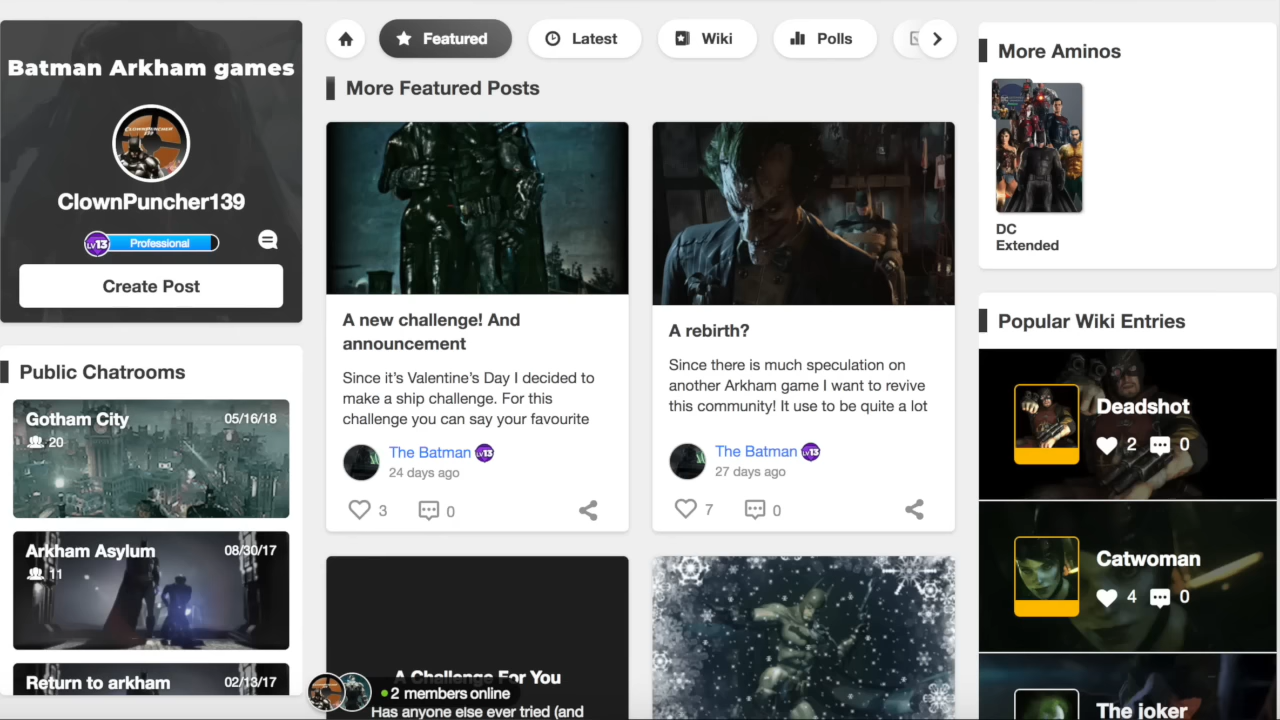 Batman Arkham games
ClownPuncher139
LV13 Professional
Create Post
Public Chatrooms
Gotham City 05/16/18
20
Arkham Asylum 08/30/17
11
Return to arkham 02/13/17
Featured
Latest
Wiki
Polls
More Featured Posts
A new challenge! And
announcement
Since it’s Valentine’s Day I decided to
make a ship challenge. For this
challenge you can say your favourite
The Batman LV13
24 days ago
3 0
A rebirth?
Since there is much speculation on
another Arkham game I want to revive
this community! It use to be quite a lot
The Batman LV13
27 days ago
7 0
A Challenge For You
2 members online
Has anyone else ever tried (and
More Aminos
DC
Extended
Popular Wiki Entries
Deadshot
2 0
Catwoman
4 0
The joker